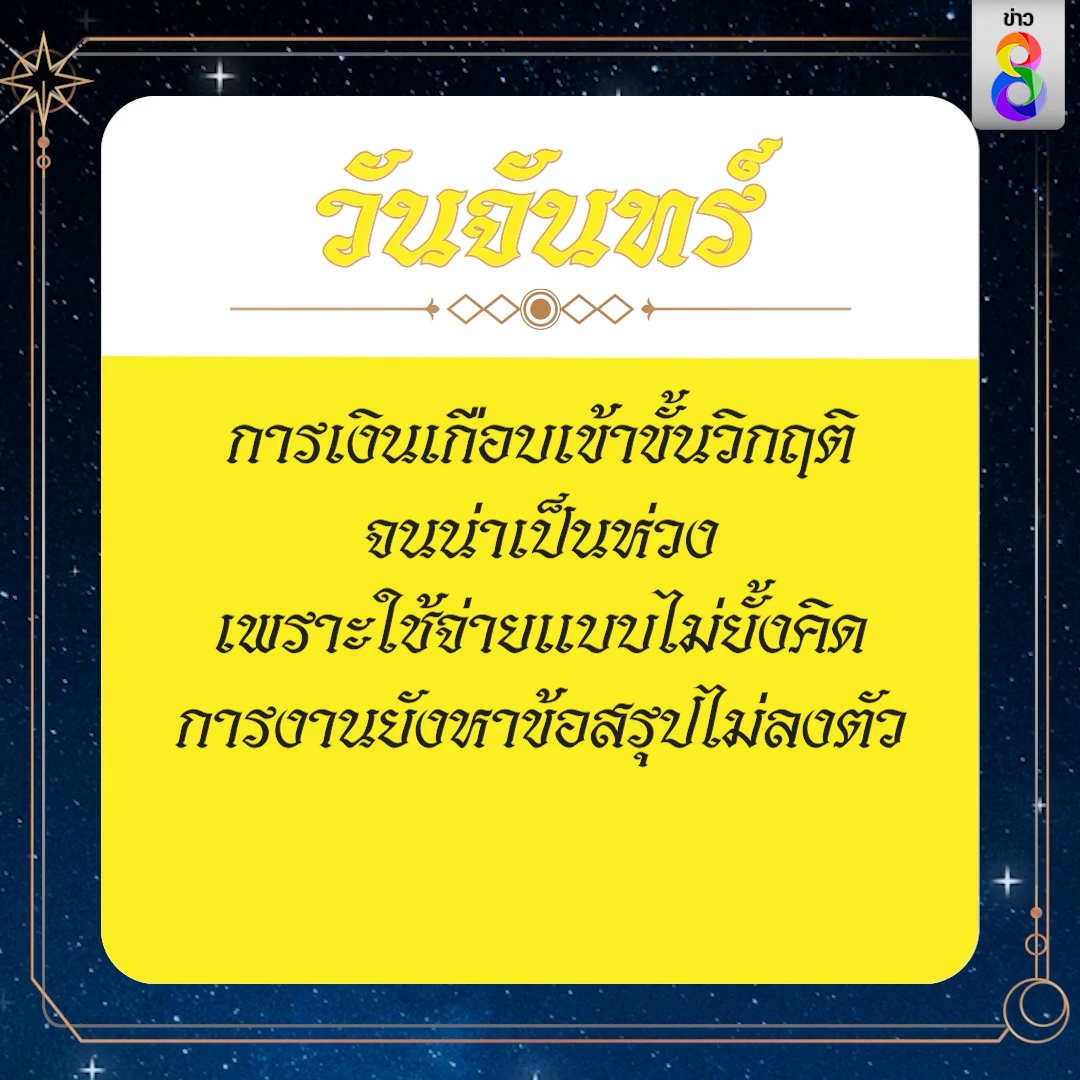 ข่าว
8
วันจันทร์
การเงินเกือบเข้าขั้นวิกฤติ
จนน่าเป็นห่วง
เพราะใช้จ่ายแบบไม่ยั้งคิด
การงานยังหาข้อสรุปไม่ลงตัว